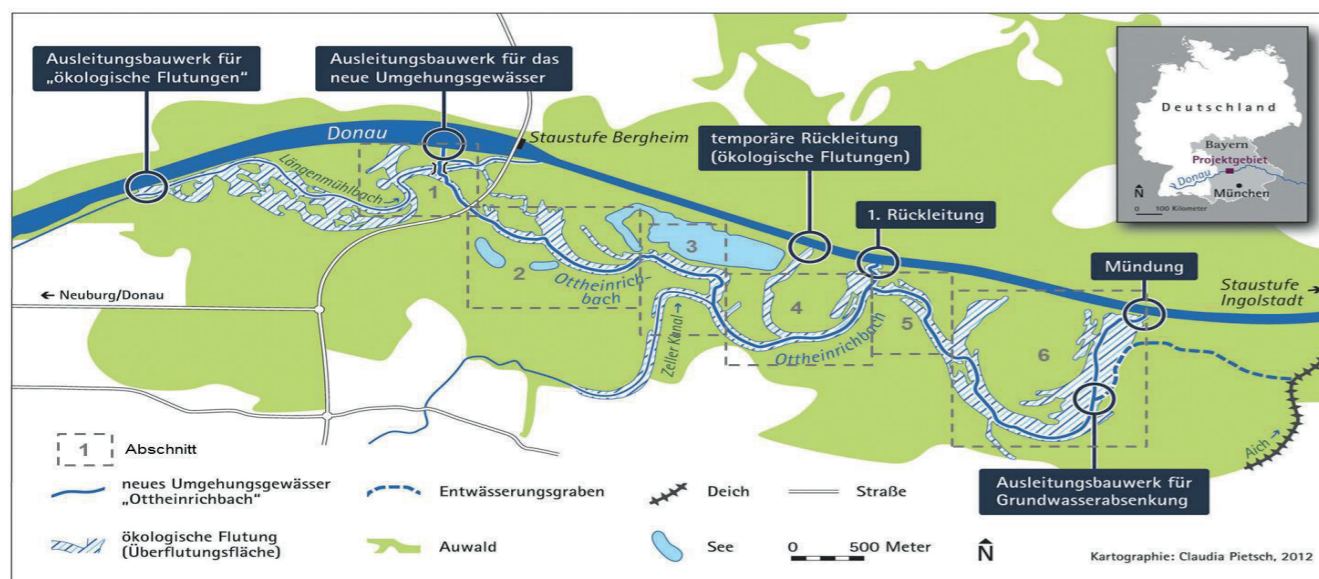 Ausleitungsbauwerk für
„ökologische Flutungen“
Ausleitungsbauwerk für das
neue Umgehungsgewässer
Donau
Staustufe Bergheim
temporäre Rückleitung
(ökologische Flutungen)
1. Rückleitung
Mündung
Staustufe
Ingolstadt
Deutschland
Bayern
Projektgebiet
Donau
München
N
0 100 Kilometer
Längenmühlbach
1
2
3
4
5
6
Ottheinrich-
bach
← Neuburg/Donau
Zeller Kanal
Ottheinrichbach
Aich
Ausleitungsbauwerk für
Grundwasserabsenkung
1 Abschnitt
neues Umgehungsgewässer
„Ottheinrichbach“
Entwässerungsgraben
Deich
Straße
ökologische Flutung
(Überflutungsfläche)
Auwald
See
0 500 Meter
N
Kartographie: Claudia Pietsch, 2012